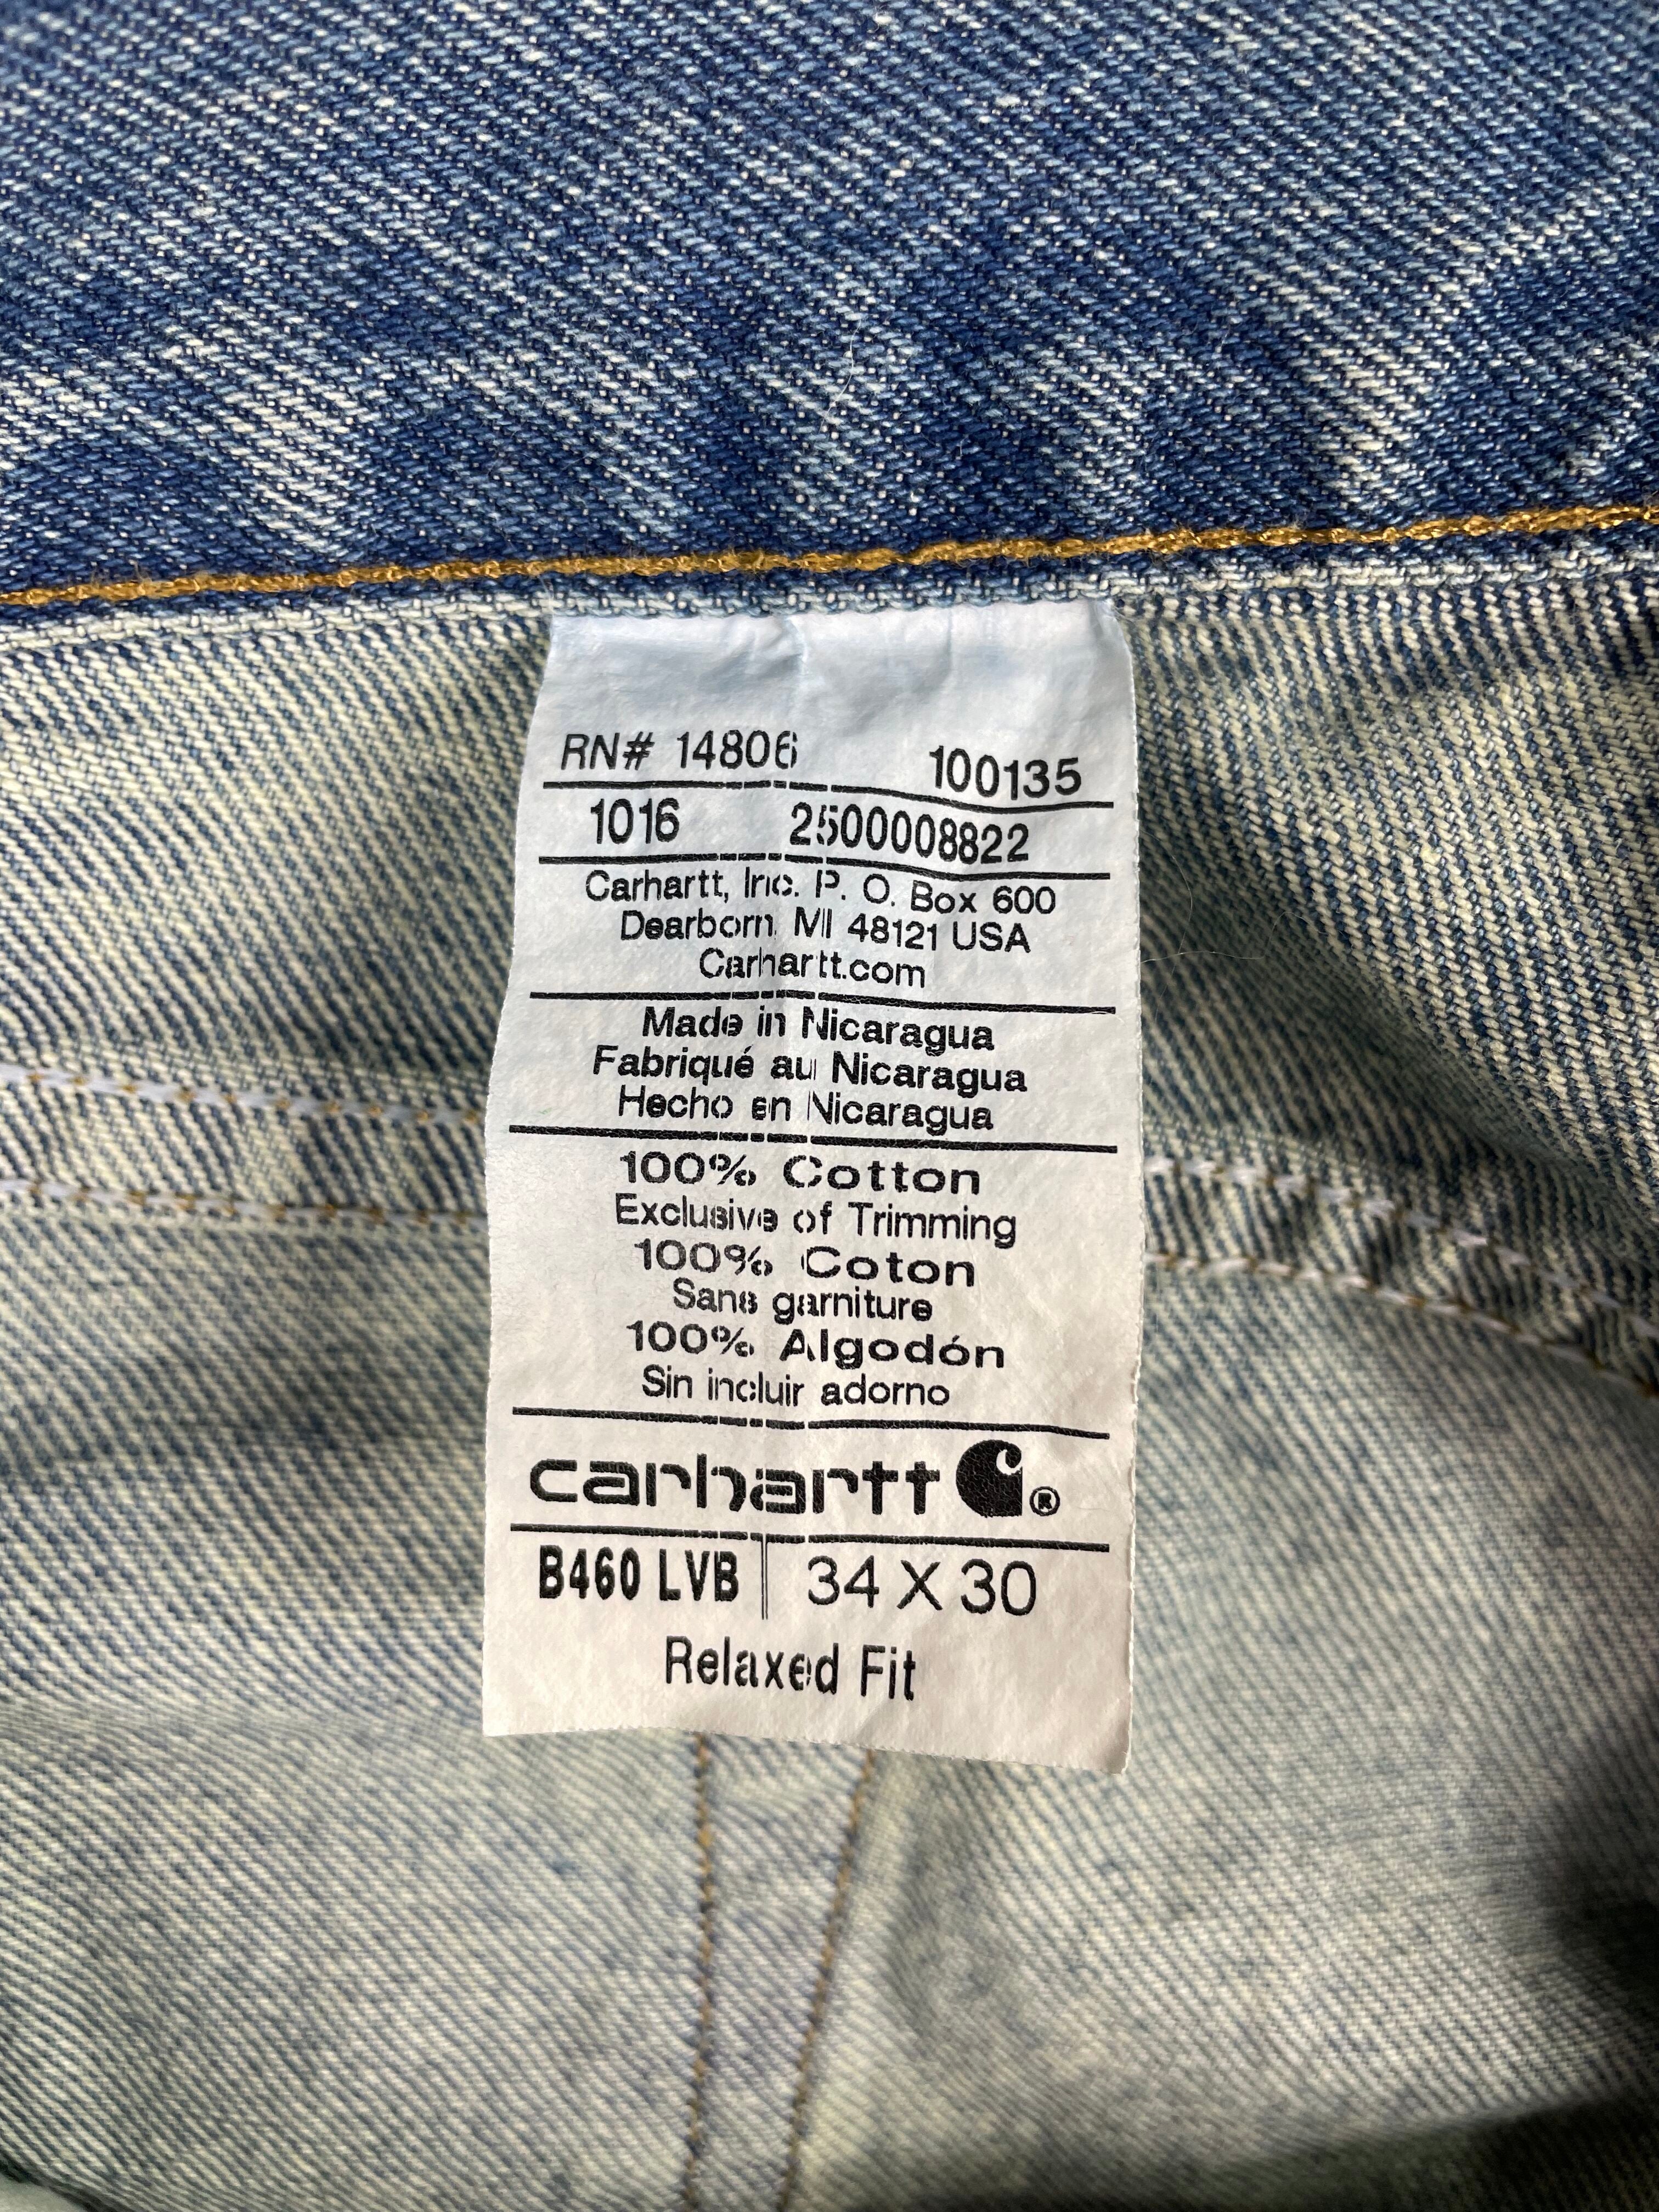 RN# 14806 100135
1016 2500008822
Carhartt, Inc. P. O. Box 600
Dearborn, MI 48121 USA
Carhartt.com
Made in Nicaragua
Fabriqué au Nicaragua
Hecho en Nicaragua
100% Cotton
Exclusive of Trimming
100% Coton
Sans garniture
100% Algodón
Sin incluir adorno
carhartt ®
B460 LVB | 34 X 30
Relaxed Fit